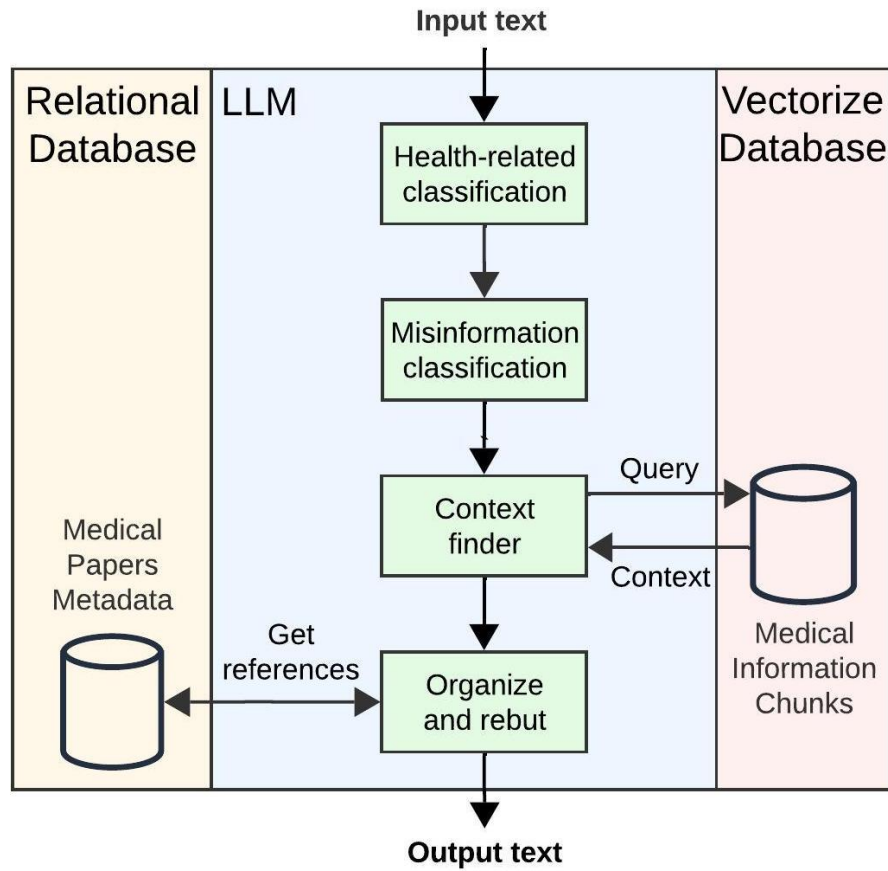 Input text
Relational
Database
LLM
Vectorize
Database
Health-related
classification
Misinformation
classification
Query
Context
finder
Context
Medical
Papers
Metadata
Medical
Information
Chunks
Get
references
Organize
and rebut
Output text